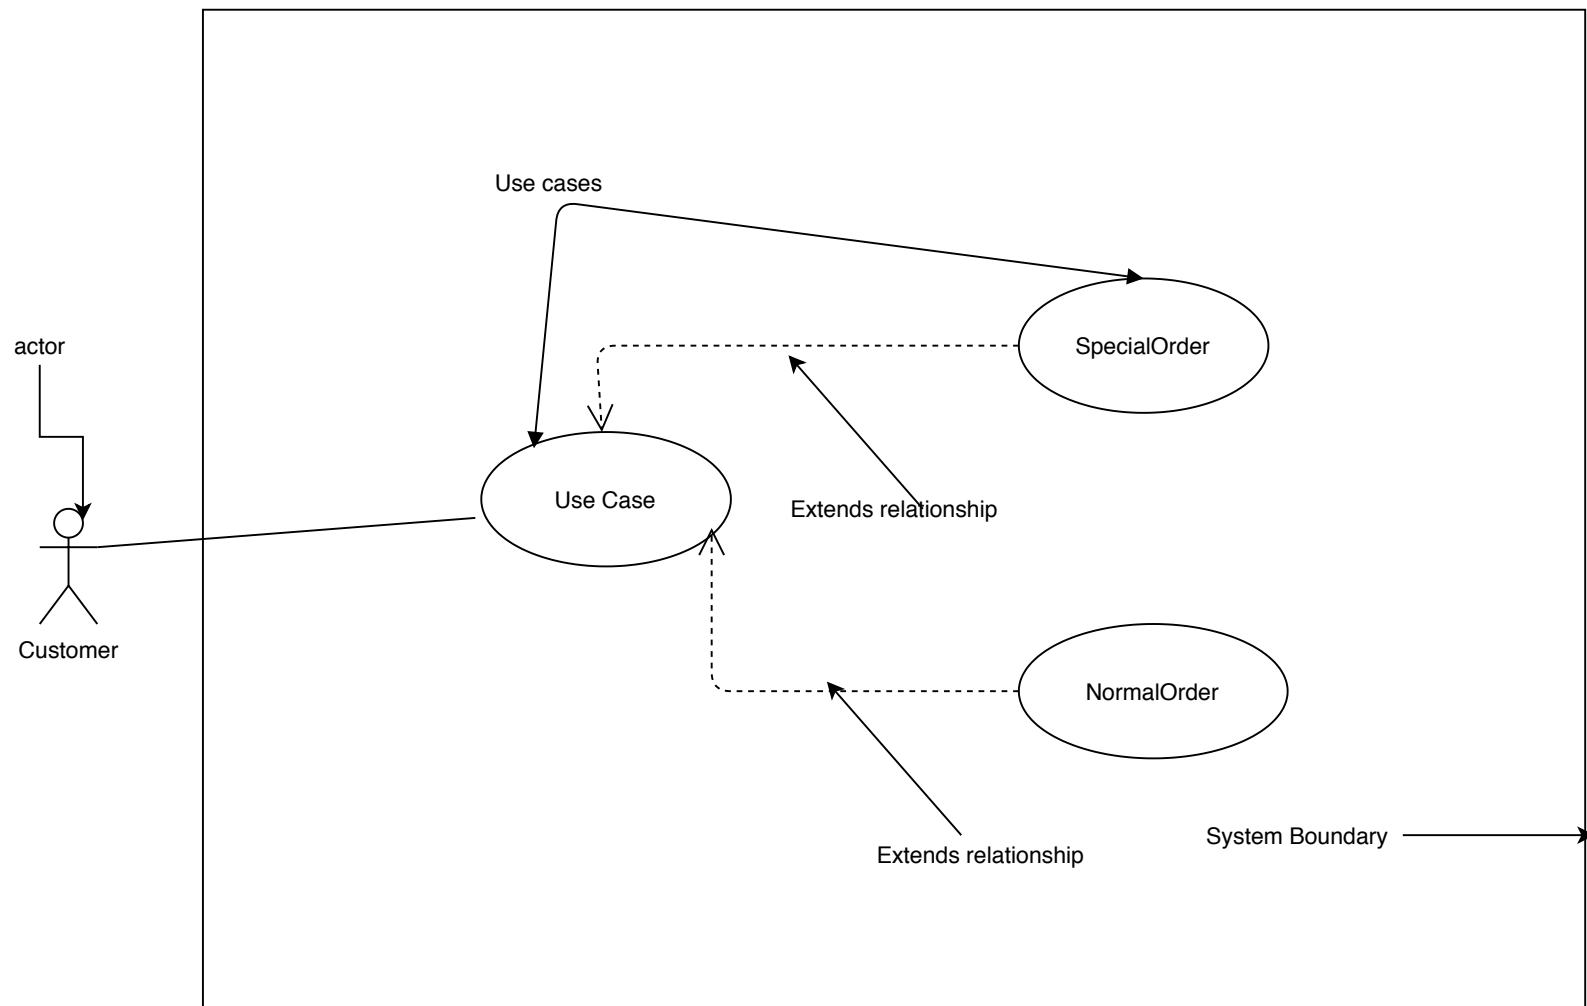 Use cases
actor
SpecialOrder
Use Case
Extends relationship
Customer
NormalOrder
System Boundary
Extends relationship